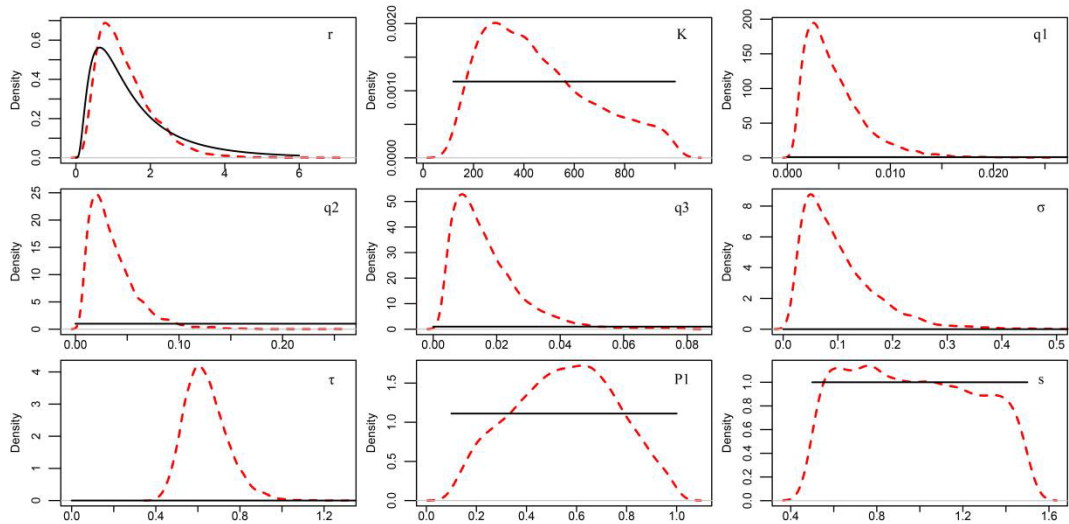 r
Density
0.0 0.2 0.4 0.6
0 2 4 6
K
Density
0.0000 0.0010 0.0020
0 200 400 600 800
q1
Density
0 50 100 150 200
0.000 0.010 0.020
q2
Density
0 5 10 15 20 25
0.00 0.10 0.20
q3
Density
0 10 20 30 40 50
0.00 0.02 0.04 0.06 0.08
σ
Density
0 2 4 6 8
0.0 0.1 0.2 0.3 0.4 0.5
τ
Density
0 1 2 3 4
0.0 0.4 0.8 1.2
P1
Density
0.0 0.5 1.0 1.5
0.0 0.2 0.4 0.6 0.8 1.0
s
Density
0.0 0.2 0.4 0.6 0.8 1.0
0.4 0.8 1.2 1.6